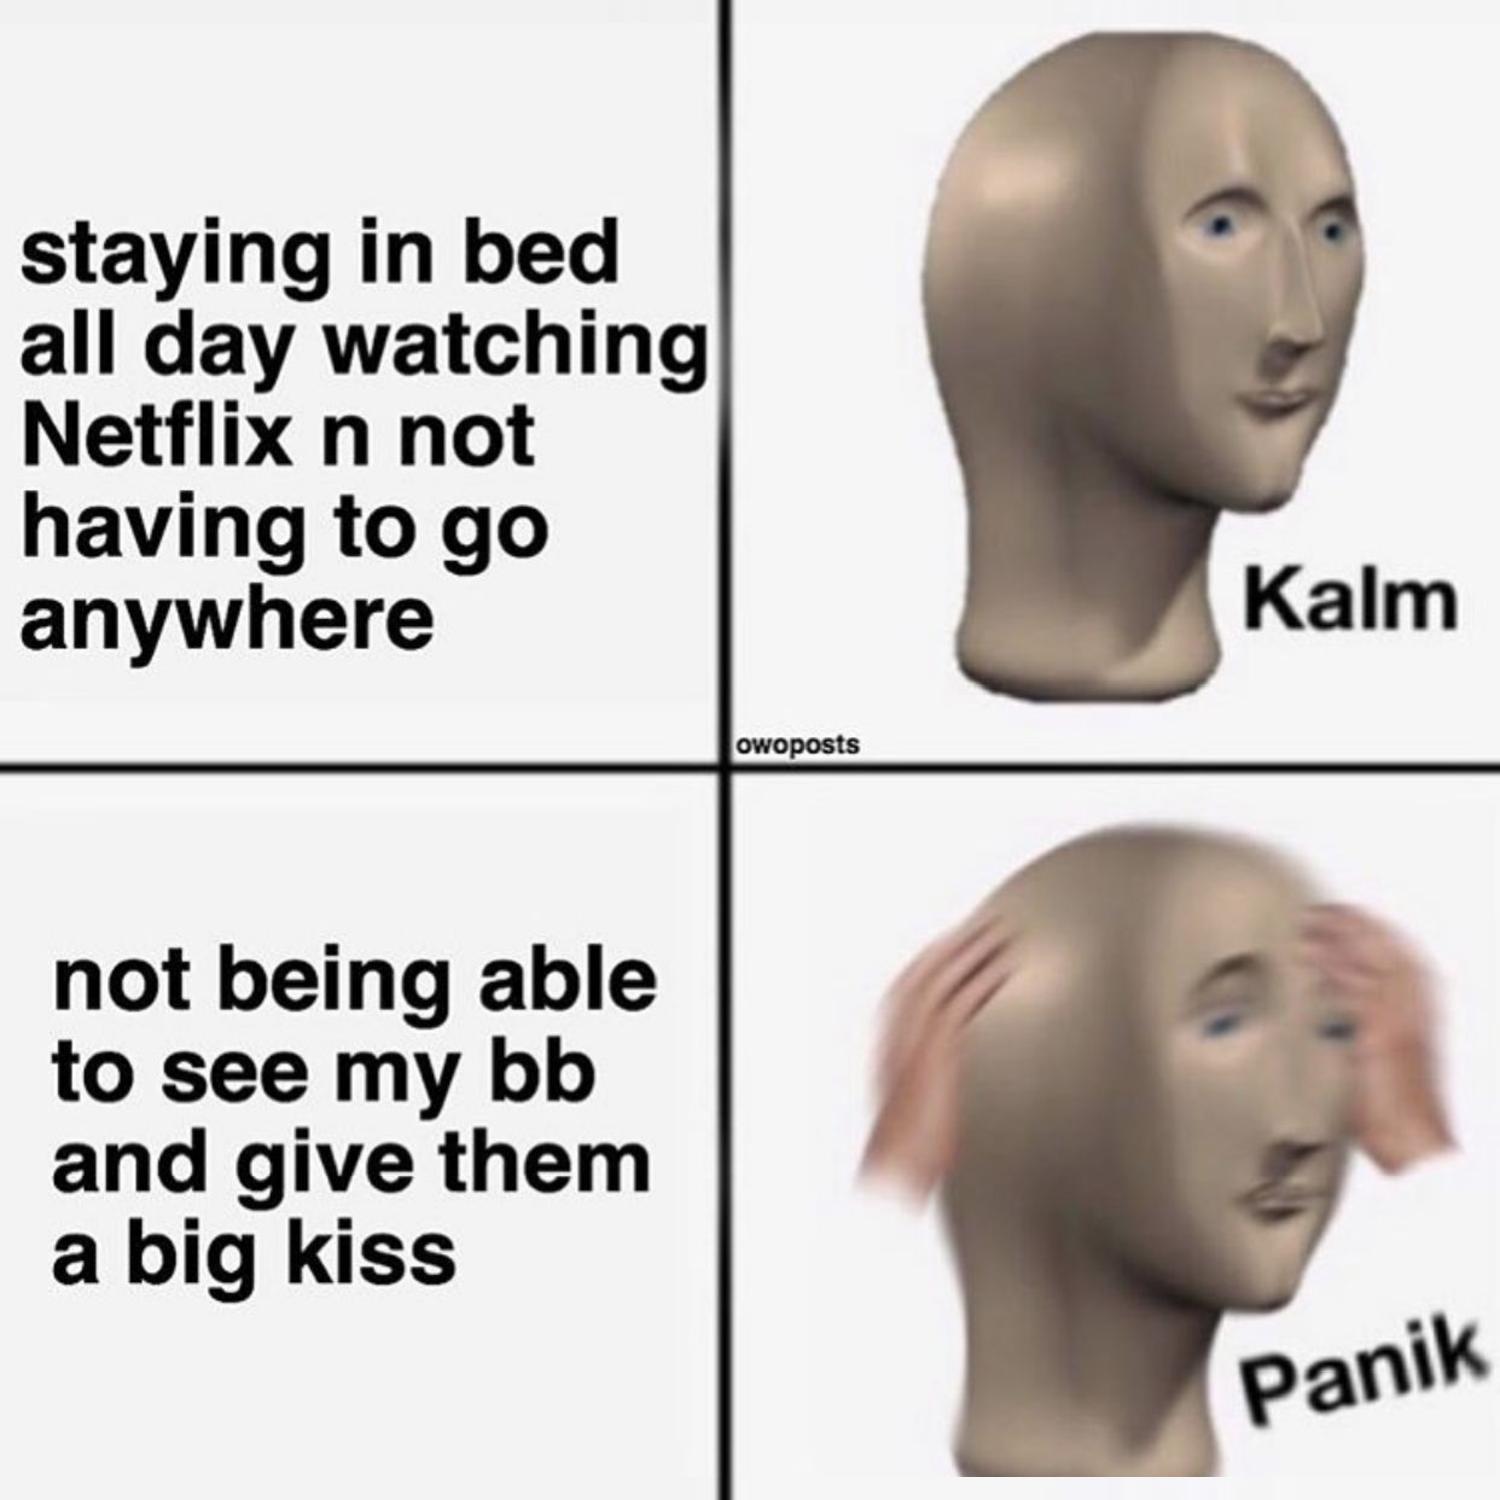 staying in bed
all day watching
Netflix n not
having to go
anywhere
Kalm
owoposts
not being able
to see my bb
and give them
a big kiss
Panik